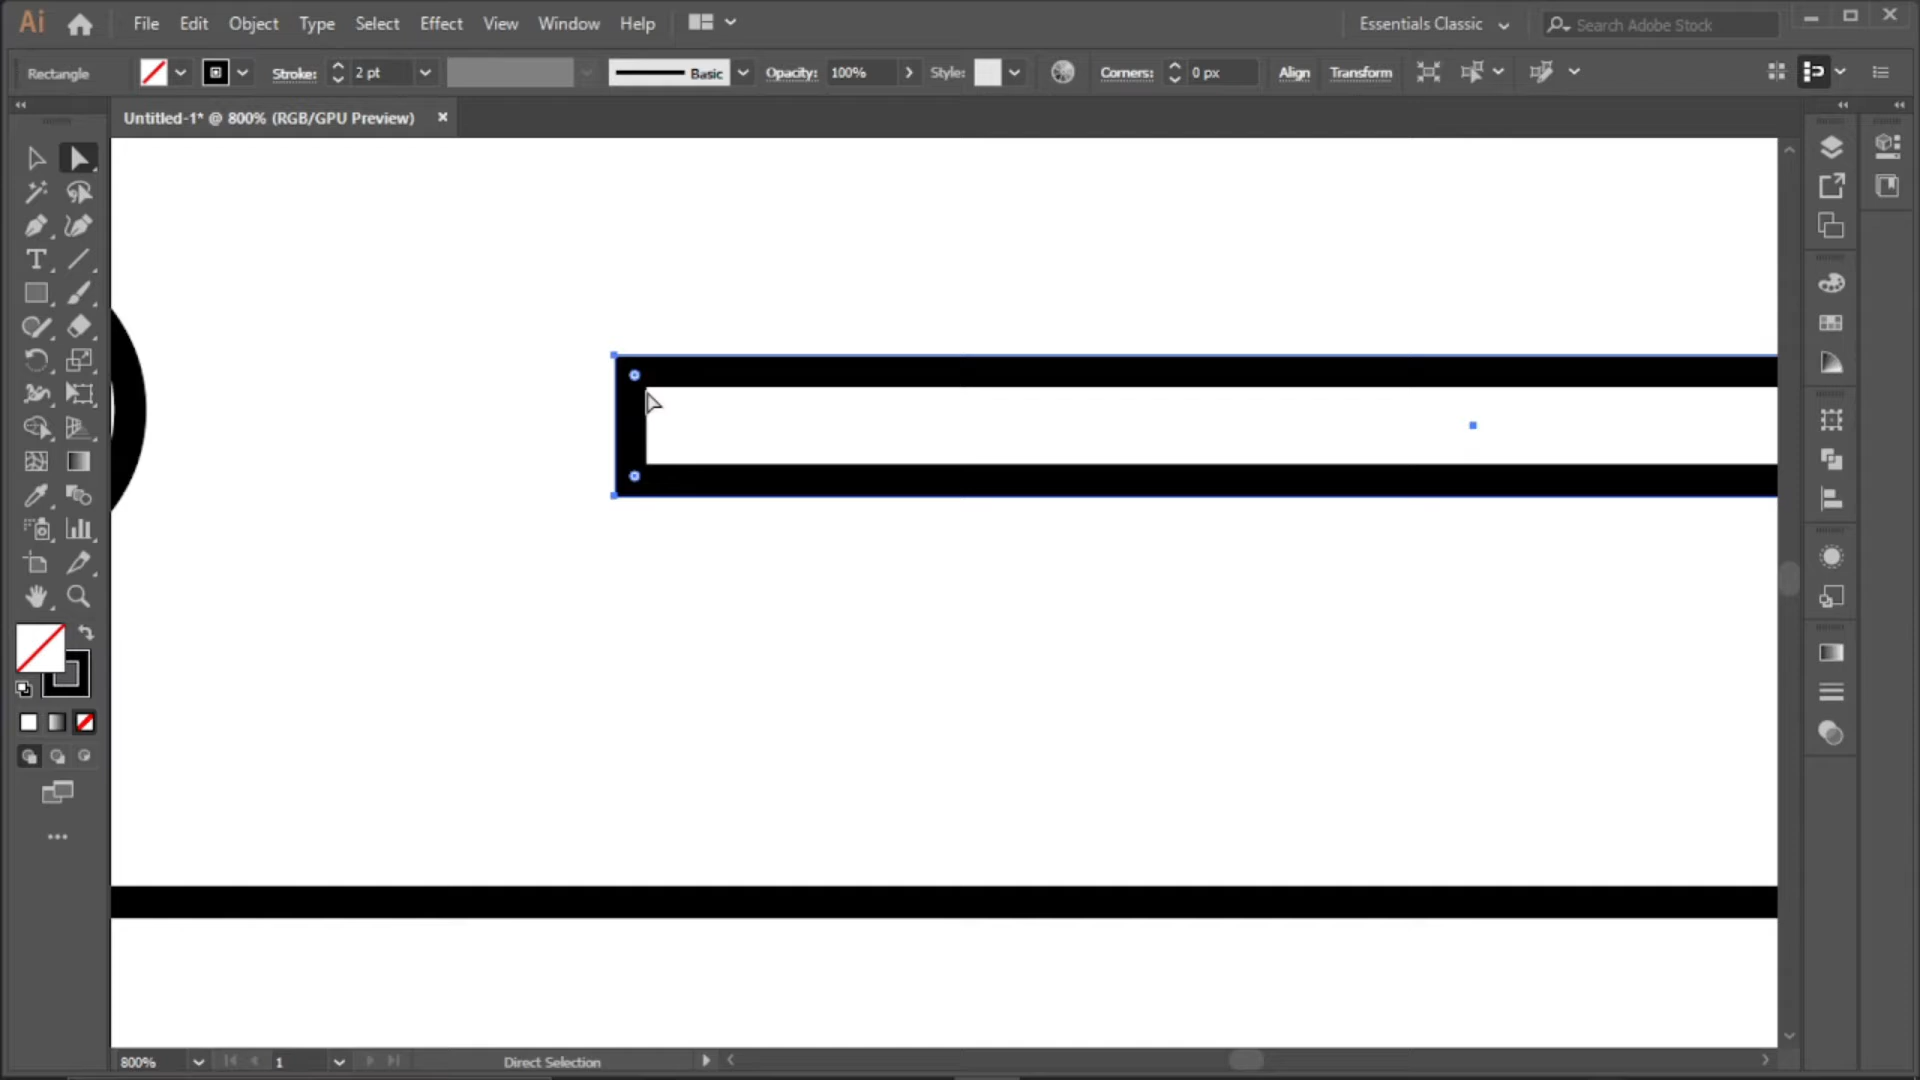 Ai File Edit Object Type Select Effect View Window Help Essentials Classic Search Adobe Stock
Rectangle Stroke: 2 pt Basic Opacity: 100% Style: Corners: 0 px Align Transform
Untitled-1* @ 800% (RGB/GPU Preview) ×
T
800% 1 Direct Selection